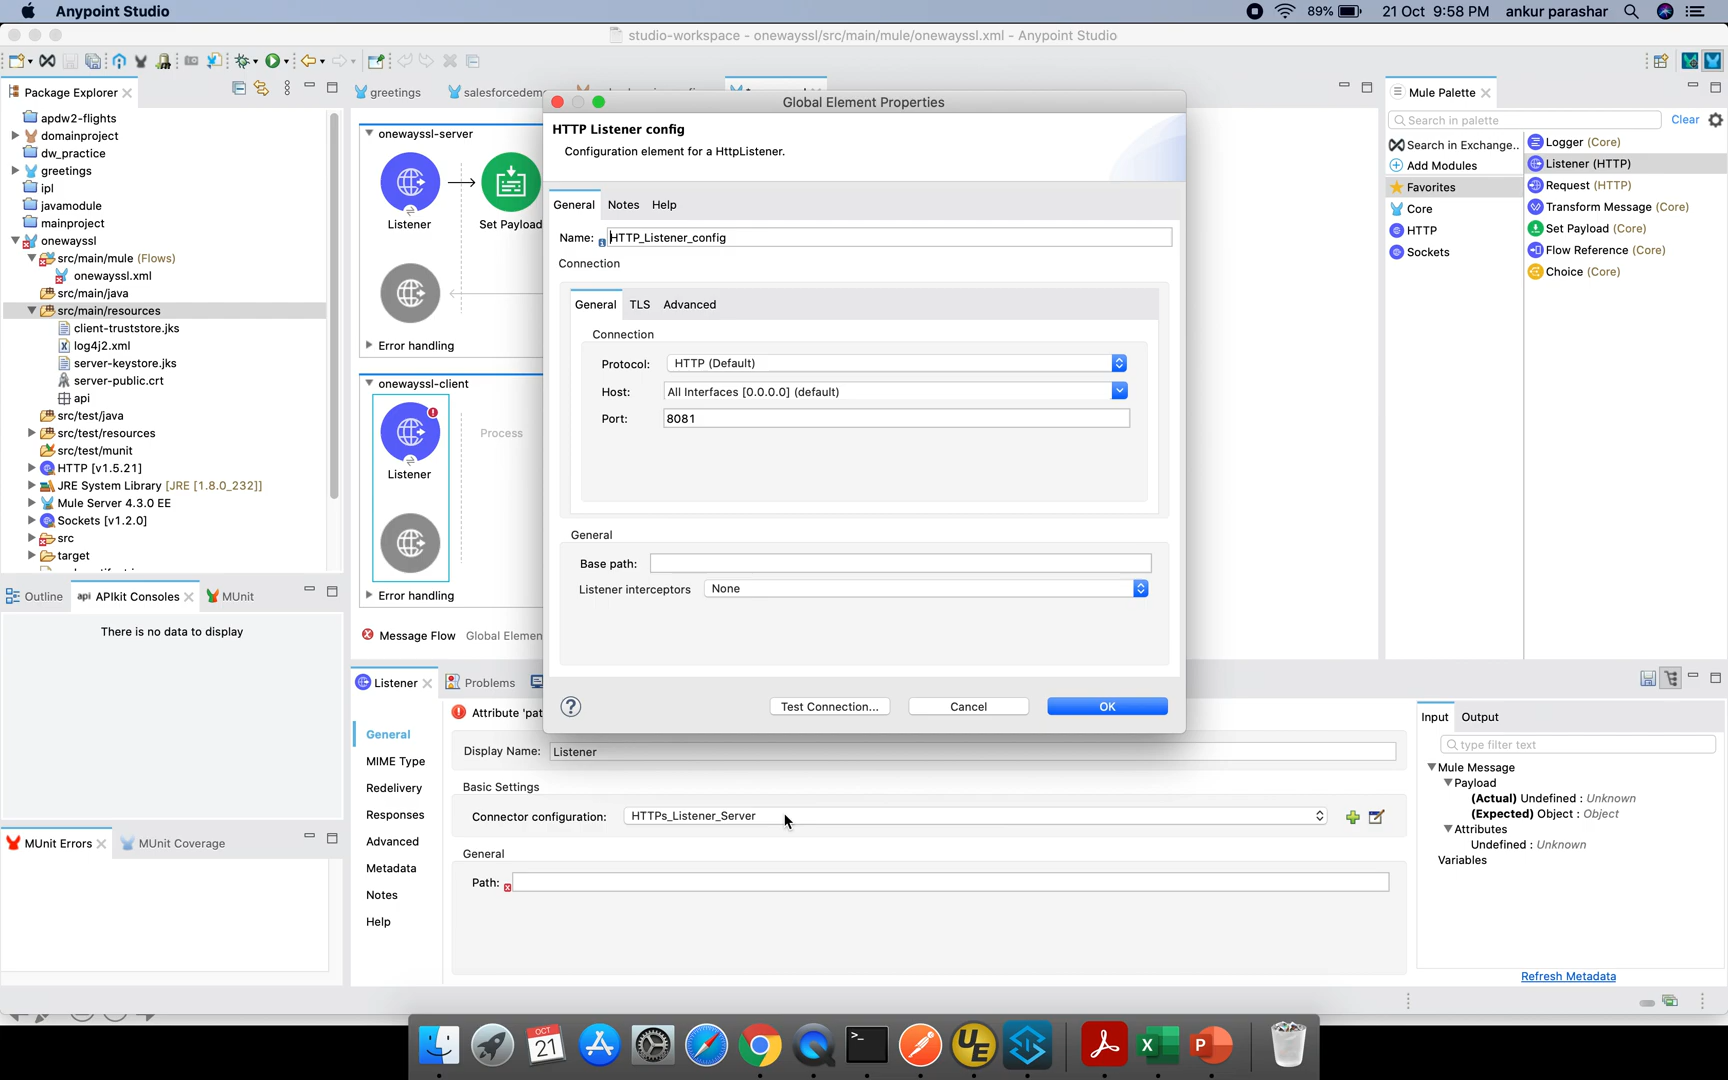 Anypoint Studio
89%
21 Oct 9:58 PM
ankur parashar
studio-workspace - onewayssl/src/main/mule/onewayssl.xml - Anypoint Studio
Package Explorer
greetings
salesforcedem
Mule Palette
Search in palette
Clear
apdw2-flights
domainproject
dw_practice
greetings
ipl
javamodule
mainproject
onewayssl
src/main/mule (Flows)
onewayssl.xml
src/main/java
src/main/resources
client-truststore.jks
log4j2.xml
server-keystore.jks
server-public.crt
api
src/test/java
src/test/resources
src/test/munit
HTTP [v1.5.21]
JRE System Library [JRE [1.8.0_232]]
Mule Server 4.3.0 EE
Sockets [v1.2.0]
src
target
onewayssl-server
Listener
Set Payload
Error handling
onewayssl-client
Listener
Process
Error handling
Message Flow
Global Elemen
Global Element Properties
HTTP Listener config
Configuration element for a HttpListener.
General
Notes
Help
Name:
HTTP_Listener_config
Connection
General
TLS
Advanced
Connection
Protocol:
HTTP (Default)
Host:
All Interfaces [0.0.0.0] (default)
Port:
8081
General
Base path:
Listener interceptors
None
?
Test Connection...
Cancel
OK
Search in Exchange..
Add Modules
Favorites
Core
HTTP
Sockets
Logger (Core)
Listener (HTTP)
Request (HTTP)
Transform Message (Core)
Set Payload (Core)
Flow Reference (Core)
Choice (Core)
Outline
api APIkit Consoles
MUnit
There is no data to display
MUnit Errors
MUnit Coverage
Listener
Problems
Attribute 'pat
General
MIME Type
Redelivery
Responses
Advanced
Metadata
Notes
Help
Display Name:
Listener
Basic Settings
Connector configuration:
HTTPs_Listener_Server
General
Path:
Input
Output
type filter text
Mule Message
Payload
(Actual) Undefined : Unknown
(Expected) Object : Object
Attributes
Undefined : Unknown
Variables
Refresh Metadata
OCT
21
UE
X
P